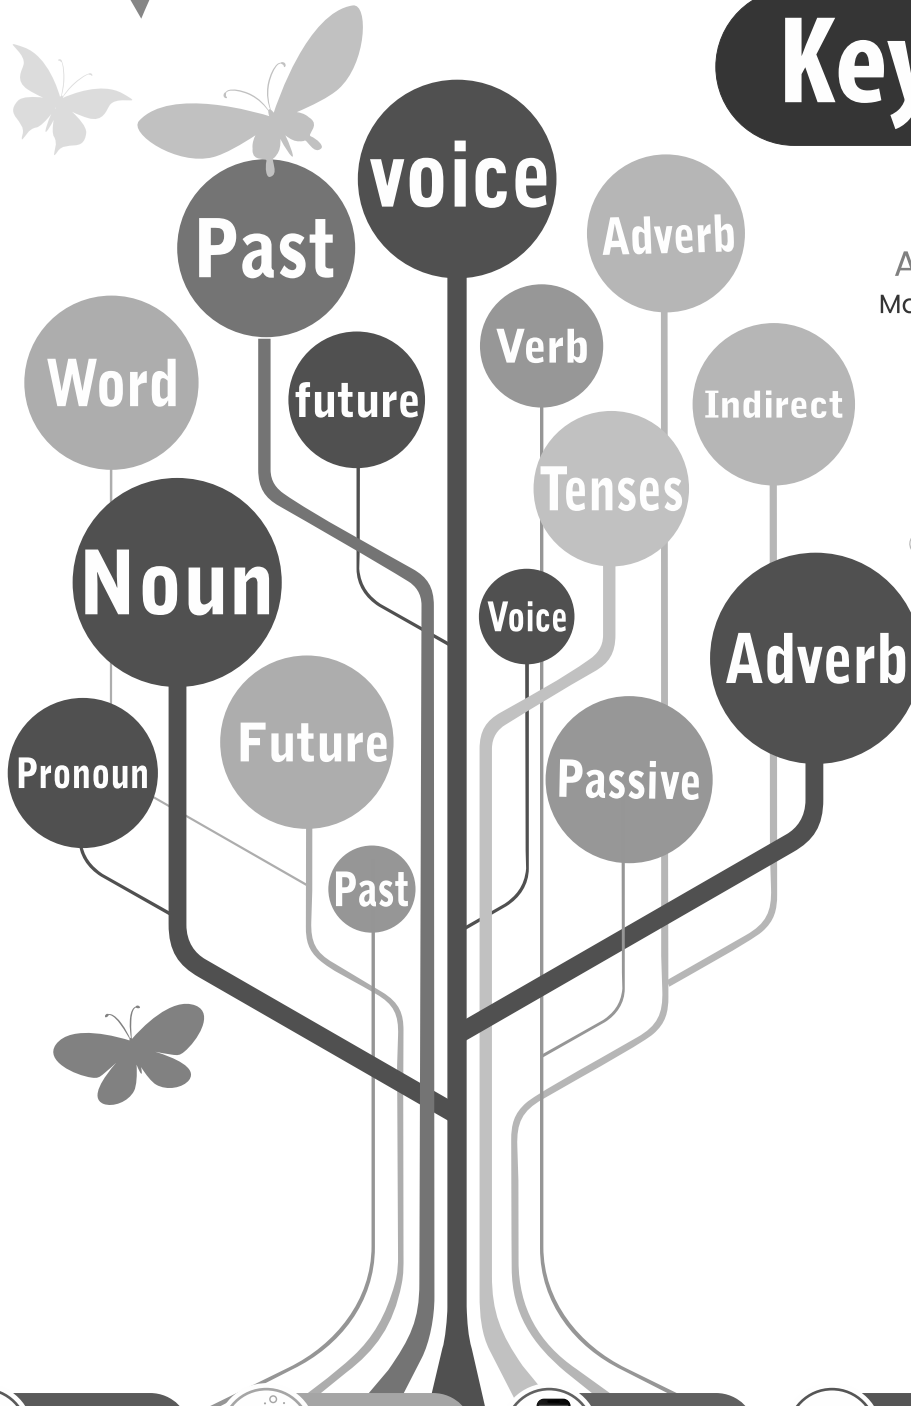 Key
voice
Past
Adverb
Verb
Word
future
Indirect
Tenses
Noun
Voice
Adverb
Future
Pronoun
Passive
Past